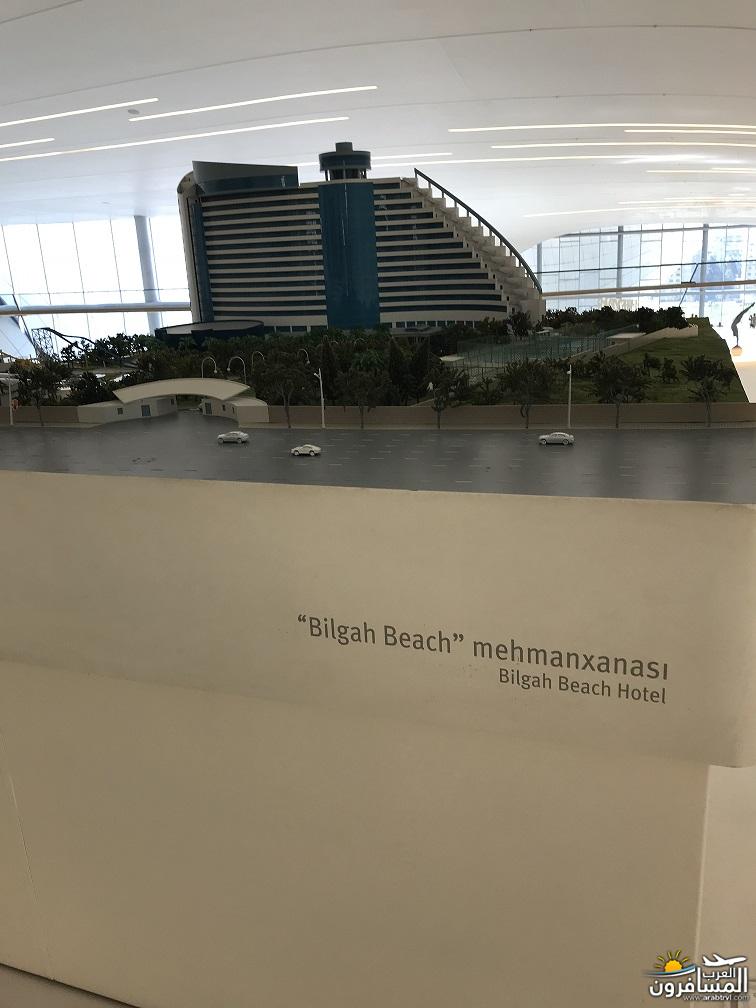 “Bilgah Beach” mehmanxanası
Bilgah Beach Hotel
العرب
المسافرون
www.arabtrvl.com